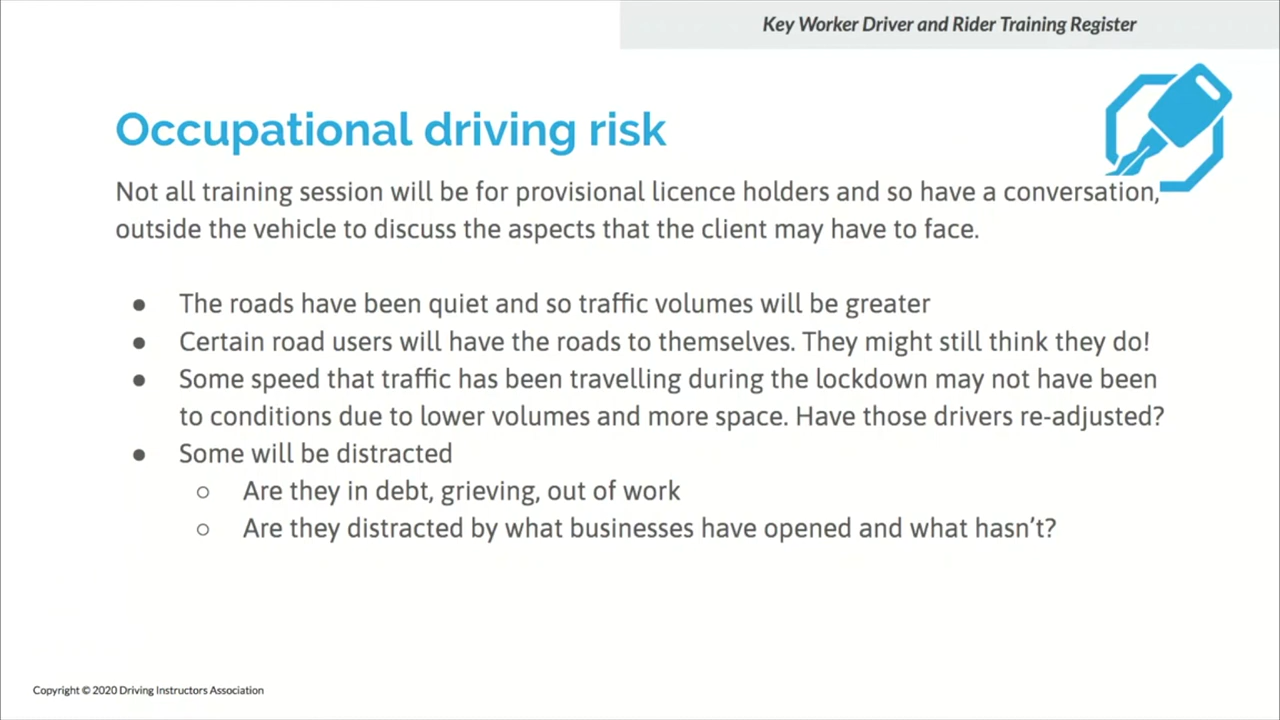 Key Worker Driver and Rider Training Register
Occupational driving risk
Not all training session will be for provisional licence holders and so have a conversation,
outside the vehicle to discuss the aspects that the client may have to face.
● The roads have been quiet and so traffic volumes will be greater
● Certain road users will have the roads to themselves. They might still think they do!
● Some speed that traffic has been travelling during the lockdown may not have been
to conditions due to lower volumes and more space. Have those drivers re-adjusted?
● Some will be distracted
○ Are they in debt, grieving, out of work
○ Are they distracted by what businesses have opened and what hasn't?
Copyright © 2020 Driving Instructors Association